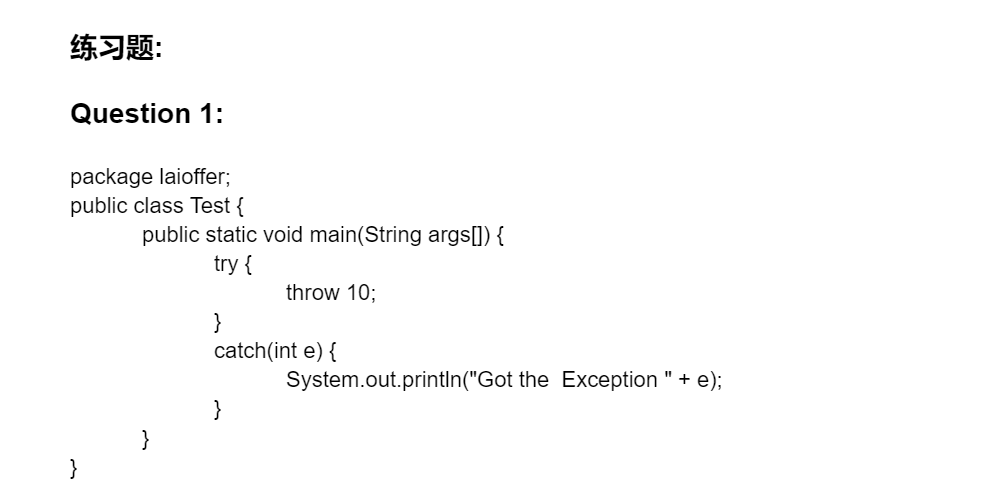 练习题:
Question 1:
package laioffer;
public class Test {
public static void main(String args[]) {
try {
throw 10;
}
catch(int e) {
System.out.println("Got the  Exception " + e);
}
}
}